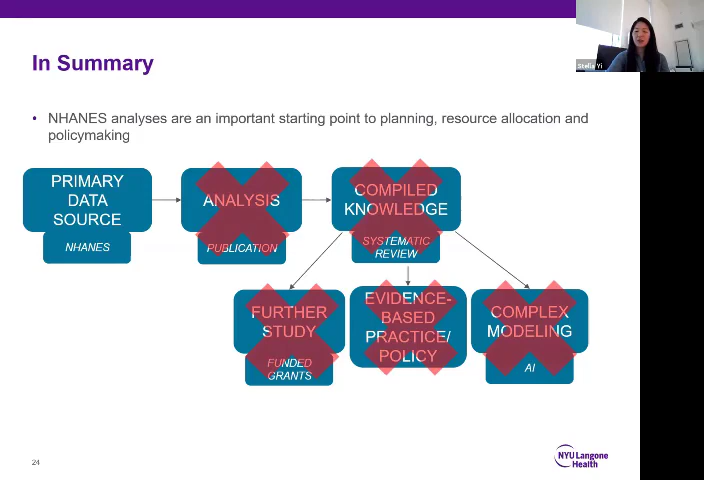 Stella Yi
In Summary
• NHANES analyses are an important starting point to planning, resource allocation and
policymaking
PRIMARY
DATA
SOURCE
NHANES
ANALYSIS
PUBLICATION
COMPILED
KNOWLEDGE
SYSTEMATIC
REVIEW
FURTHER
STUDY
FUNDED
GRANTS
EVIDENCE-
BASED
PRACTICE/
POLICY
COMPLEX
MODELING
AI
24
NYU Langone
Health